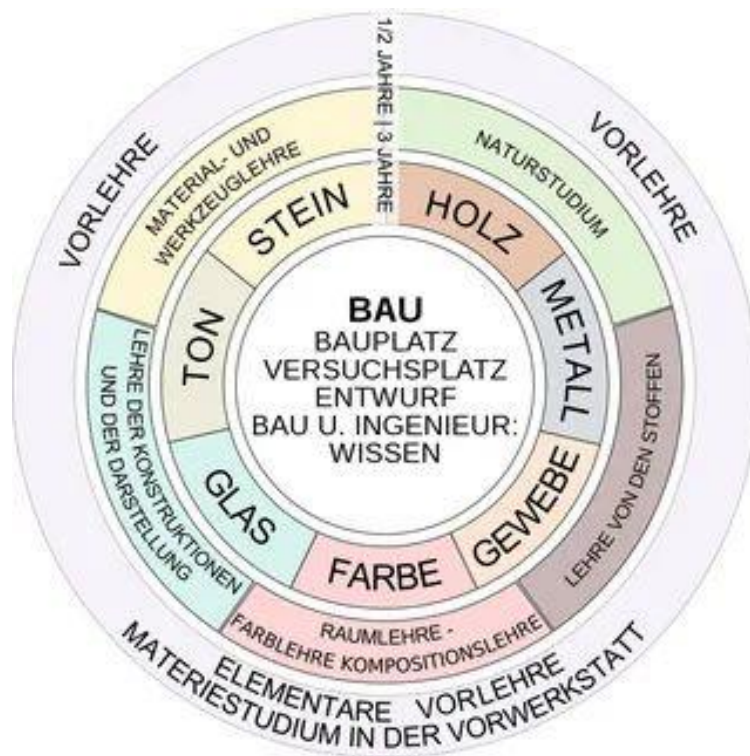 1/2 JAHRE | 3 JAHRE
VORLEHRE
VORLEHRE
ELEMENTARE VORLEHRE
MATERIESTUDIUM IN DER VORWERKSTATT
MATERIAL- UND
WERKZEUGLEHRE
NATURSTUDIUM
LEHRE VON DEN STOFFEN
RAUMLEHRE -
FARBLEHRE KOMPOSITIONSLEHRE
LEHRE DER KONSTRUKTIONEN
UND DER DARSTELLUNG
STEIN
HOLZ
METALL
GEWEBE
FARBE
GLAS
TON
BAU
BAUPLATZ
VERSUCHSPLATZ
ENTWURF
BAU U. INGENIEUR:
WISSEN